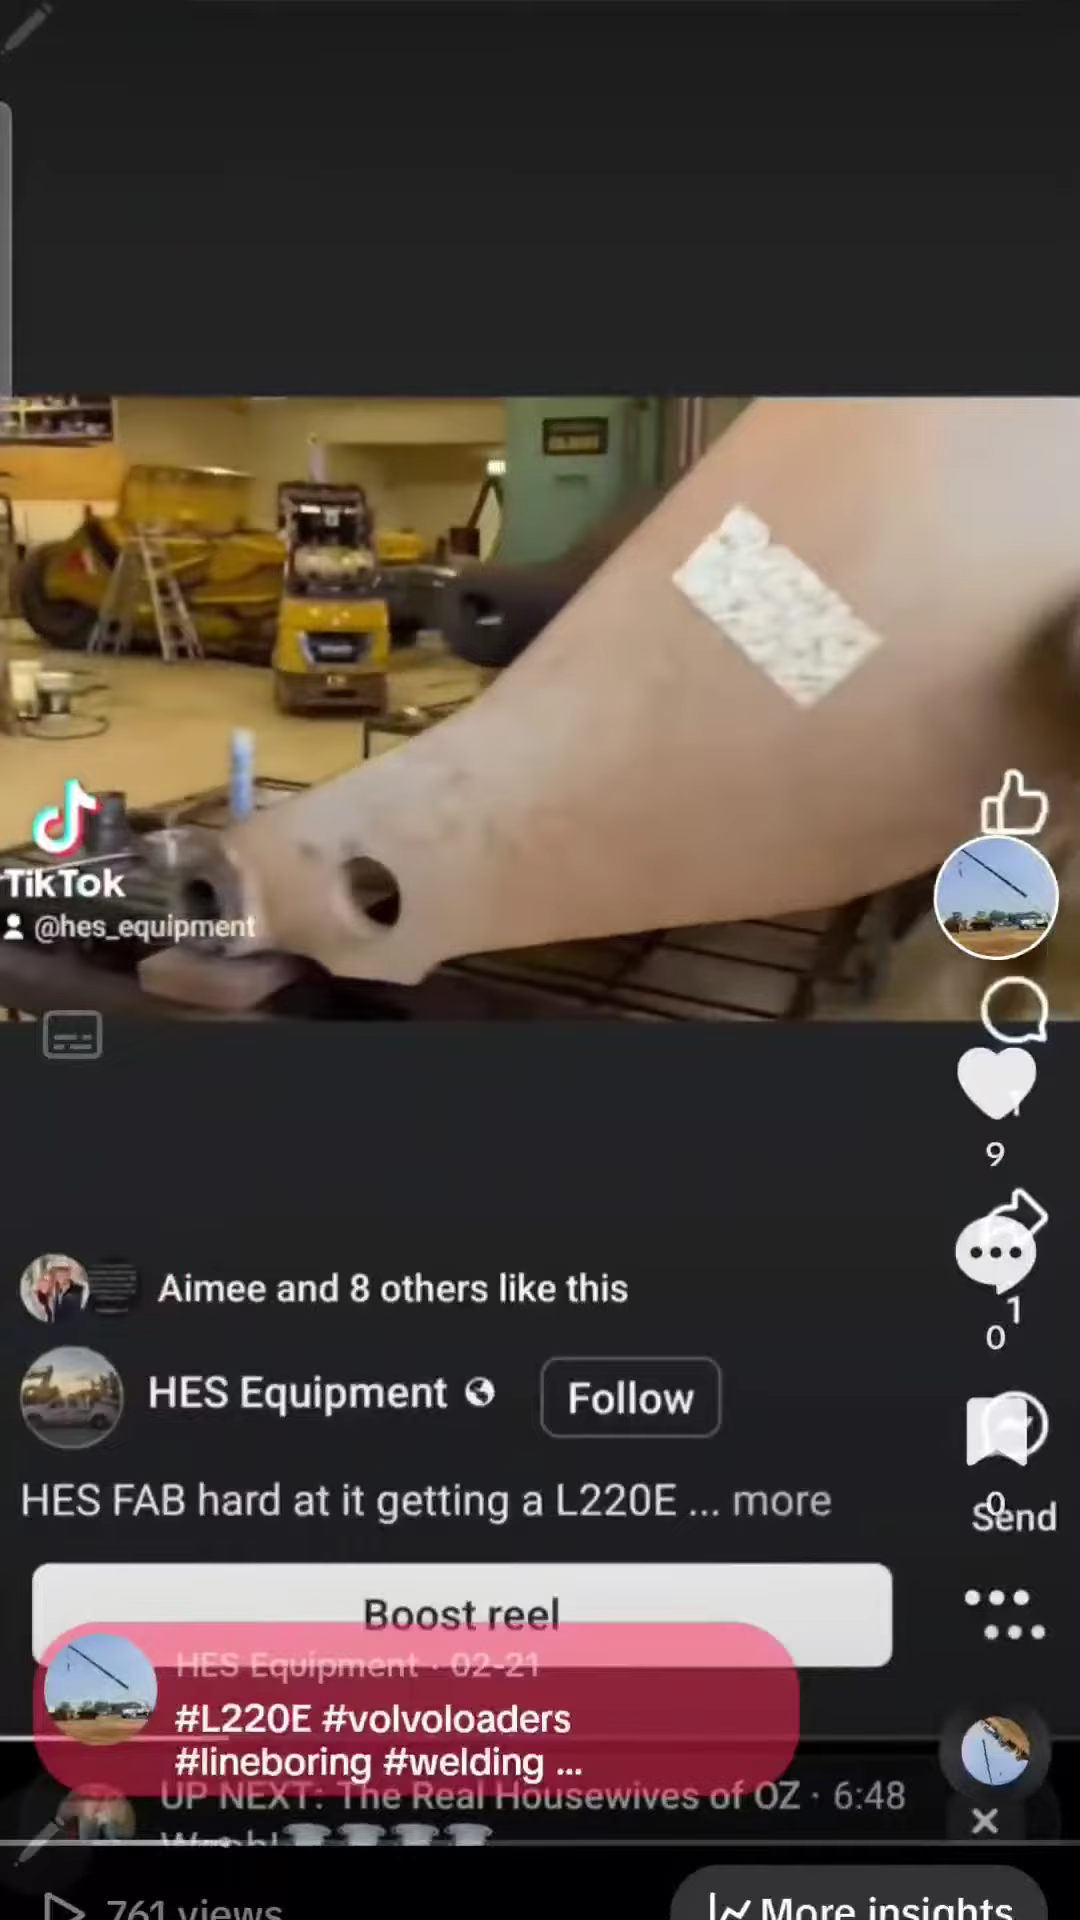 TikTok
@hes_equipment
1
9
Aimee and 8 others like this
1
0
HES Equipment
Follow
HES FAB hard at it getting a L220E ... more
0
Send
Boost reel
HES Equipment · 02-21
#L220E #volvoloaders
#lineboring #welding ...
UP NEXT: The Real Housewives of OZ · 6:48
761 views
More insights